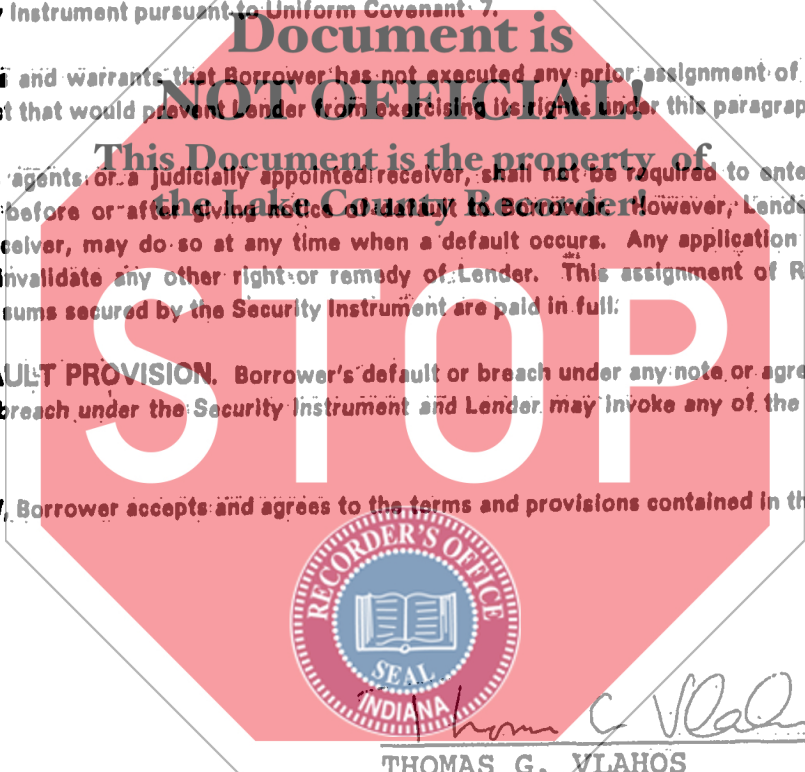 Instrument pursuant to Uniform Covenant 7.
Document is
and warrants that Borrower has not executed any prior assignment of
that would prevent Lender from exercising its rights under this paragrap
NOT OFFICIAL!
This Document is the property of
agents or a judicially appointed receiver, shall not be required to ente
the Lake County Recorder!
before or after giving notice of default to Borrower. However, Lende
ceiver, may do so at any time when a default occurs. Any application
invalidate any other right or remedy of Lender. This assignment of R
sums secured by the Security Instrument are paid in full.
STOP
AULT PROVISION. Borrower's default or breach under any note or agre
breach under the Security Instrument and Lender may invoke any of the
, Borrower accepts and agrees to the terms and provisions contained in th
RECORDER'S OFFICE
SEAL
INDIANA
THOMAS G. VLAHOS